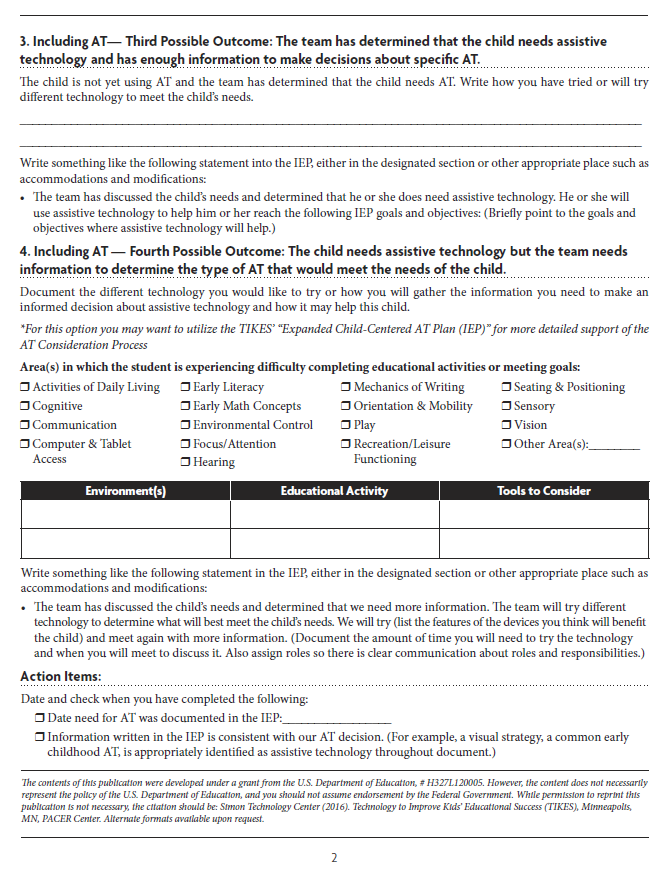 3. Including AT— Third Possible Outcome: The team has determined that the child needs assistive
technology and has enough information to make decisions about specific AT.
The child is not yet using AT and the team has determined that the child needs AT. Write how you have tried or will try
different technology to meet the child's needs.
Write something like the following statement into the IEP, either in the designated section or other appropriate place such as
accommodations and modifications:
• The team has discussed the child's needs and determined that he or she does need assistive technology. He or she will
use assistive technology to help him or her reach the following IEP goals and objectives: (Briefly point to the goals and
objectives where assistive technology will help.)
4. Including AT — Fourth Possible Outcome: The child needs assistive technology but the team needs
information to determine the type of AT that would meet the needs of the child.
Document the different technology you would like to try or how you will gather the information you need to make an
informed decision about assistive technology and how it may help this child.
*For this option you may want to utilize the TIKES' "Expanded Child-Centered AT Plan (IEP)" for more detailed support of the
AT Consideration Process
Area(s) in which the student is experiencing difficulty completing educational activities or meeting goals:
❒ Activities of Daily Living
❒ Cognitive
❒ Communication
❒ Computer & Tablet
Access
❒ Early Literacy
❒ Early Math Concepts
❒ Environmental Control
❒ Focus/Attention
❒ Hearing
❒ Mechanics of Writing
❒ Orientation & Mobility
❒ Play
❒ Recreation/Leisure
Functioning
❒ Seating & Positioning
❒ Sensory
❒ Vision
❒ Other Area(s):________
Environment(s) Educational Activity Tools to Consider
Write something like the following statement in the IEP, either in the designated section or other appropriate place such as
accommodations and modifications:
• The team has discussed the child's needs and determined that we need more information. The team will try different
technology to determine what will best meet the child's needs. We will try (list the features of the devices you think will benefit
the child) and meet again with more information. (Document the amount of time you will need to try the technology
and when you will meet to discuss it. Also assign roles so there is clear communication about roles and responsibilities.)
Action Items:
Date and check when you have completed the following:
❒ Date need for AT was documented in the IEP:_________________
❒ Information written in the IEP is consistent with our AT decision. (For example, a visual strategy, a common early
childhood AT, is appropriately identified as assistive technology throughout document.)
The contents of this publication were developed under a grant from the U.S. Department of Education, # H327L120005. However, the content does not necessarily
represent the policy of the U.S. Department of Education, and you should not assume endorsement by the Federal Government. While permission to reprint this
publication is not necessary, the citation should be: Simon Technology Center (2016). Technology to Improve Kids' Educational Success (TIKES), Minneapolis,
MN, PACER Center. Alternate formats available upon request.
2